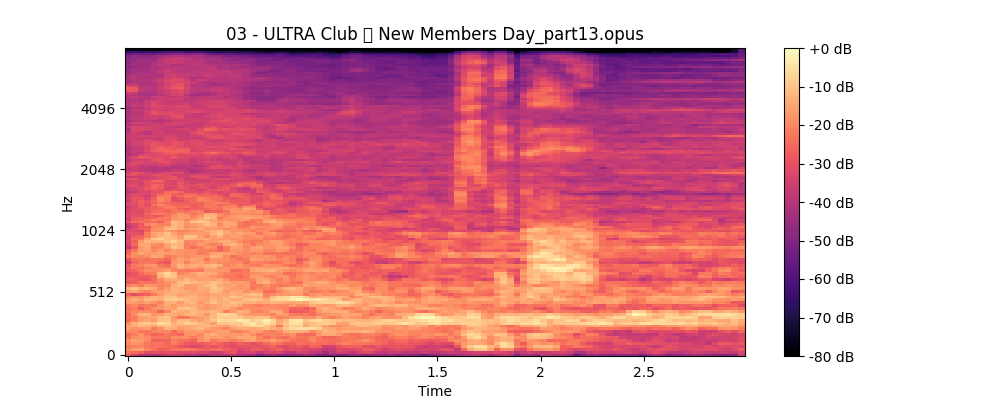 03 - ULTRA Club  New Members Day_part13.opus
+0 dB
-10 dB
-20 dB
-30 dB
-40 dB
-50 dB
-60 dB
-70 dB
-80 dB
Hz
4096
2048
1024
512
0
0 0.5 1 1.5 2 2.5
Time